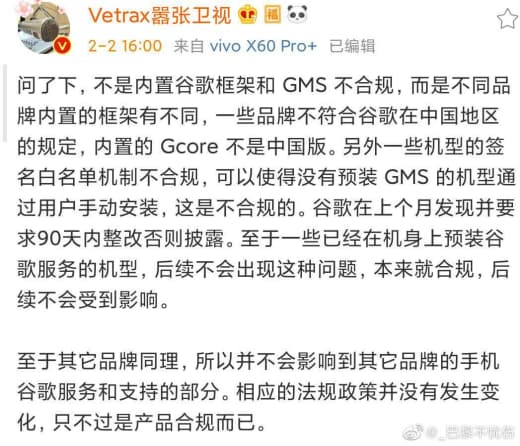 Vetrax嚣张卫视
2-2 16:00 来自 vivo X60 Pro+ 已编辑
问了下，不是内置谷歌框架和 GMS 不合规，而是不同品
牌内置的框架有不同，一些品牌不符合谷歌在中国地区
的规定，内置的 Gcore 不是中国版。另外一些机型的签
名白名单机制不合规，可以使得没有预装 GMS 的机型通
过用户手动安装，这是不合规的。谷歌在上个月发现并要
求90天内整改否则披露。至于一些已经在机身上预装谷
歌服务的机型，后续不会出现这种问题，本来就合规，后
续不会受到影响。
至于其它品牌同理，所以并不会影响到其它品牌的手机
谷歌服务和支持的部分。相应的法规政策并没有发生变
化，只不过是产品合规而已。
@_巴黎不忧伤